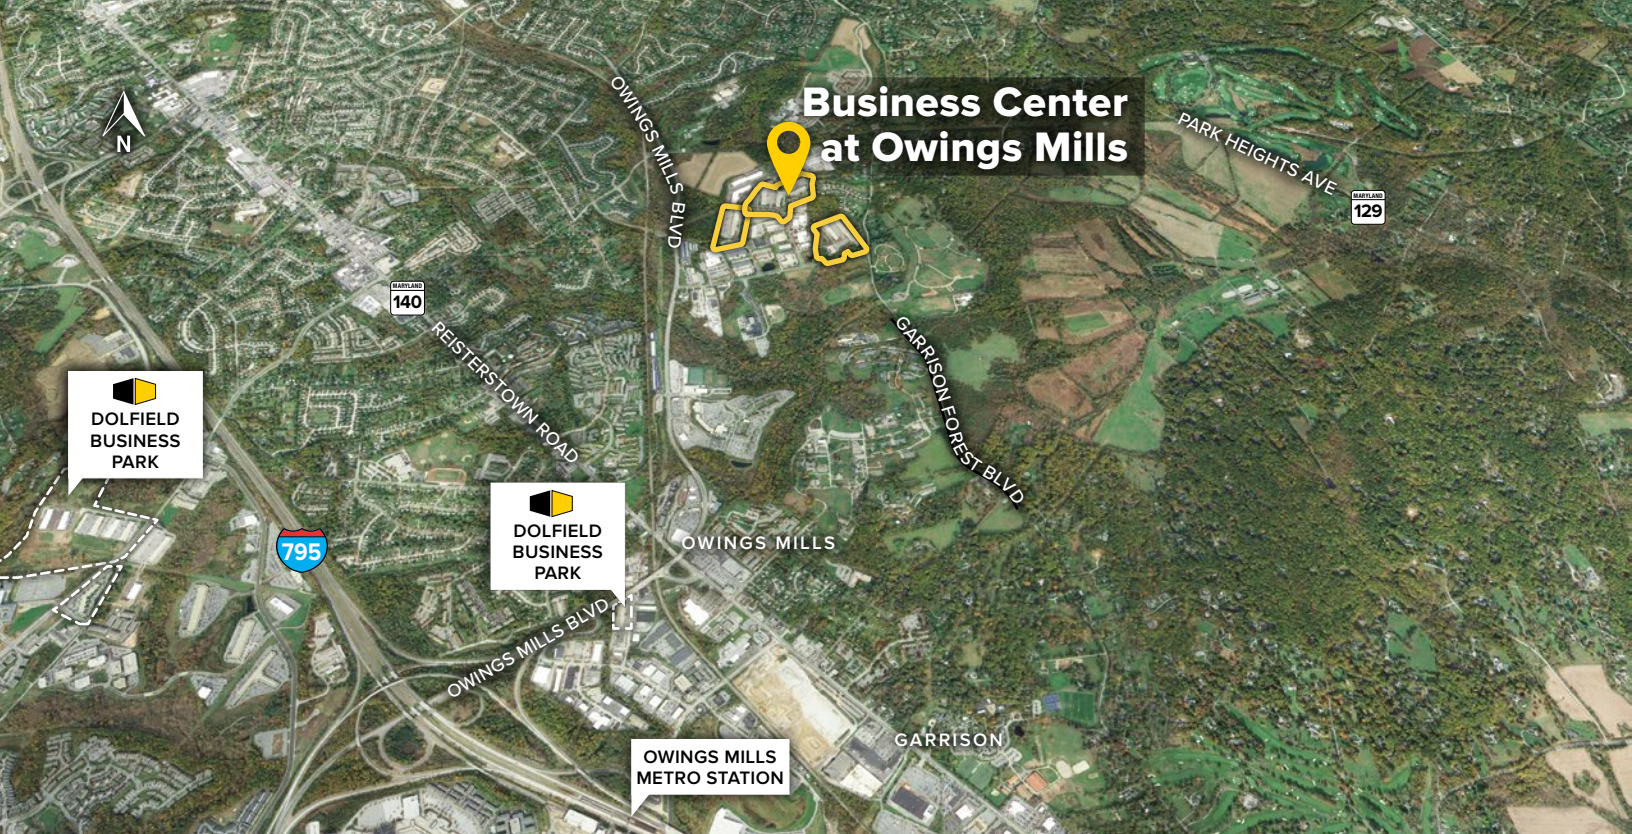 Business Center
at Owings Mills
OWINGS MILLS BLVD
PARK HEIGHTS AVE
MARYLAND
129
N
MARYLAND
140
REISTERSTOWN ROAD
GARRISON FOREST BLVD
DOLFIELD
BUSINESS
PARK
DOLFIELD
BUSINESS
PARK
795
OWINGS MILLS
OWINGS MILLS BLVD
GARRISON
OWINGS MILLS
METRO STATION